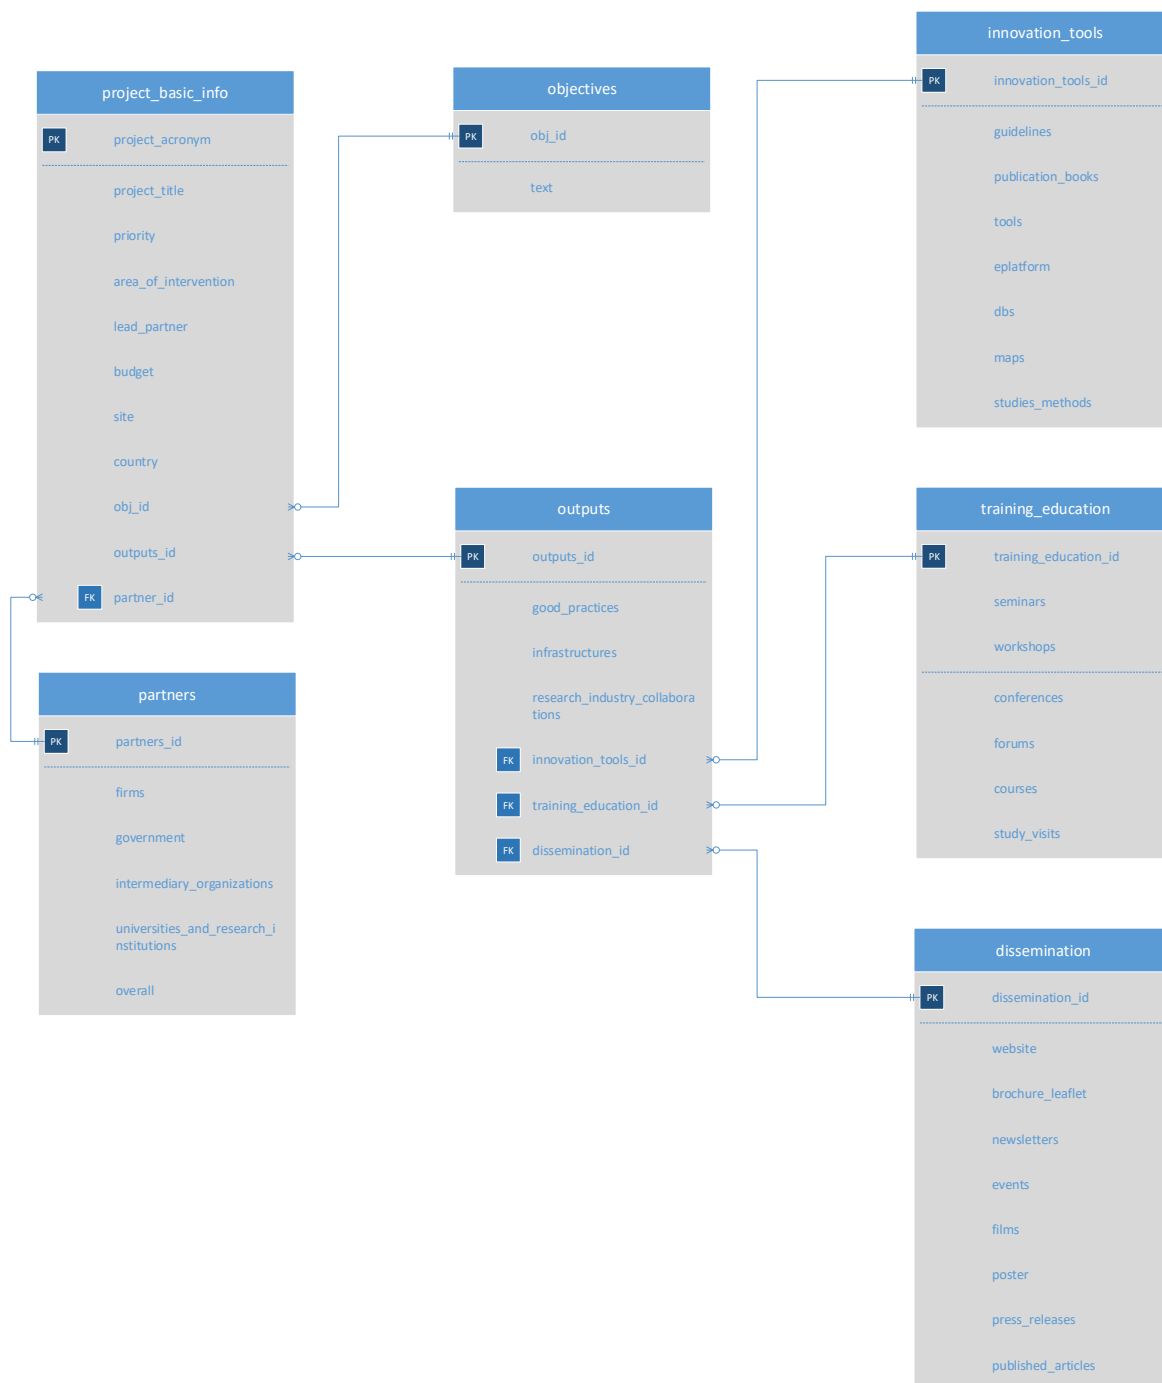 project_basic_info
PK project_acronym
project_title
priority
area_of_intervention
lead_partner
budget
site
country
obj_id
outputs_id
FK partner_id
partners
PK partners_id
firms
government
intermediary_organizations
universities_and_research_i
nstitutions
overall
objectives
PK obj_id
text
outputs
PK outputs_id
good_practices
infrastructures
research_industry_collabora
tions
FK innovation_tools_id
FK training_education_id
FK dissemination_id
innovation_tools
PK innovation_tools_id
guidelines
publication_books
tools
eplatform
dbs
maps
studies_methods
training_education
PK training_education_id
seminars
workshops
conferences
forums
courses
study_visits
dissemination
PK dissemination_id
website
brochure_leaflet
newsletters
events
films
poster
press_releases
published_articles